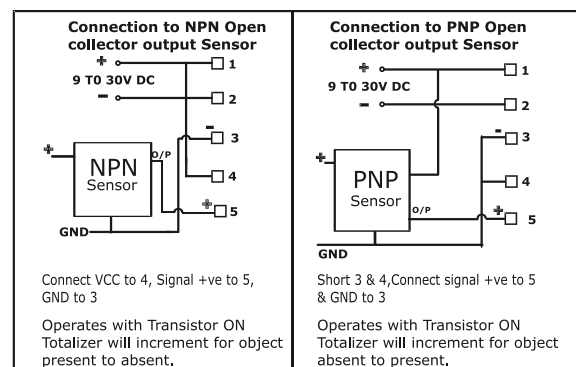 Connection to NPN Open
collector output Sensor
+
1
9 T0 30V DC
-
2
-
3
+
O/P
NPN
Sensor
4
+
5
GND
Connect VCC to 4, Signal +ve to 5,
GND to 3
Operates with Transistor ON
Totalizer will increment for object
present to absent.
Connection to PNP Open
collector output Sensor
+
1
9 T0 30V DC
-
2
-
3
+
PNP
Sensor
4
O/P
+
5
GND
Short 3 & 4,Connect signal +ve to 5
& GND to 3
Operates with Transistor ON
Totalizer will increment for object
absent to present.